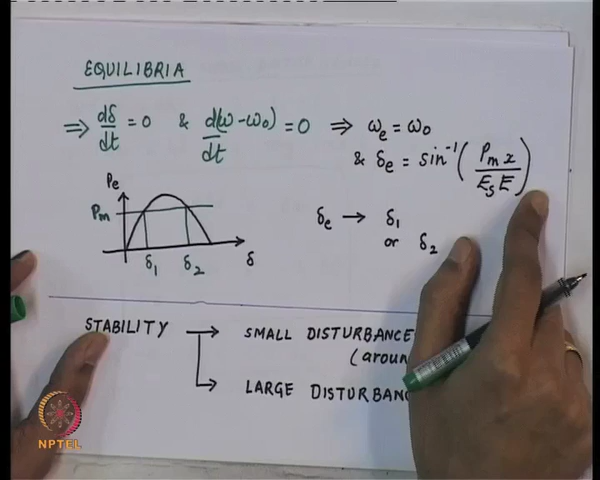 EQUILIBRIA
⇒ dδ/dt = 0 & d(ω-ω₀)/dt = 0 ⇒ ωₑ = ω₀
& δₑ = sin⁻¹ (Pₘ x / Eₛ E)
Pₑ
Pₘ
δₑ → δ₁
or δ₂
δ₁ δ₂ δ
STABILITY → SMALL DISTURBANCE
(aroun
→ LARGE DISTURBAN
NPTEL